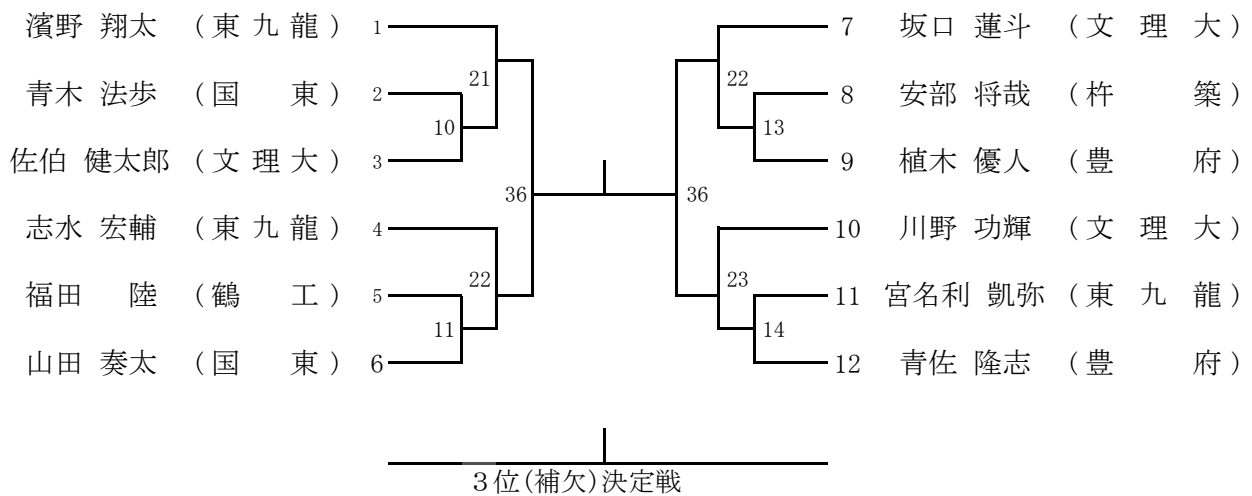 濱野 翔太 (東九龍) 1
21
青木 法歩 (国 東) 2
10
佐伯 健太郎 (文理大) 3
36
志水 宏輔 (東九龍) 4
22
福田 陸 (鶴 工) 5
11
山田 奏太 (国 東) 6
7 坂口 蓮斗 (文 理 大)
22
8 安部 将哉 (杵 築)
13
9 植木 優人 (豊 府)
36
10 川野 功輝 (文 理 大)
23
11 宮名利 凱弥 (東 九 龍)
14
12 青佐 隆志 (豊 府)
3位(補欠)決定戦